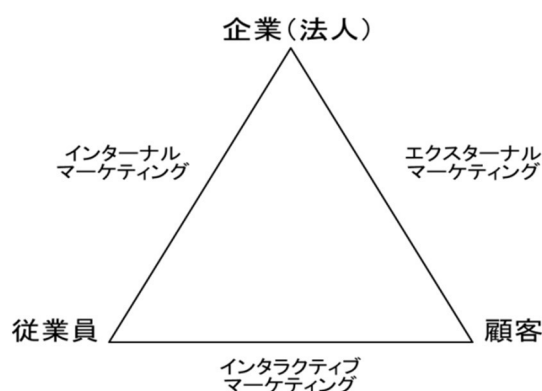 企業（法人）
インターナル
マーケティング
エクスターナル
マーケティング
従業員
顧客
インタラクティブ
マーケティング